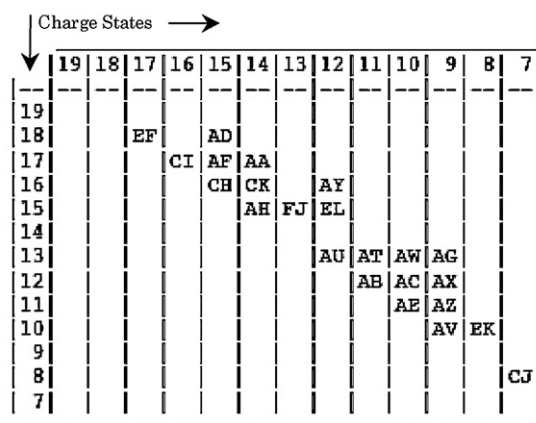 Charge States
19 18 17 16 15 14 13 12 11 10 9 8 7
-- -- -- -- -- -- -- -- -- -- -- -- -- --
19
18 EF AD
17 CI AF AA
16 CH CK AY
15 AH FJ EL
14
13 AU AT AW AG
12 AB AC AX
11 AE AZ
10 AV EK
9
8 CJ
7